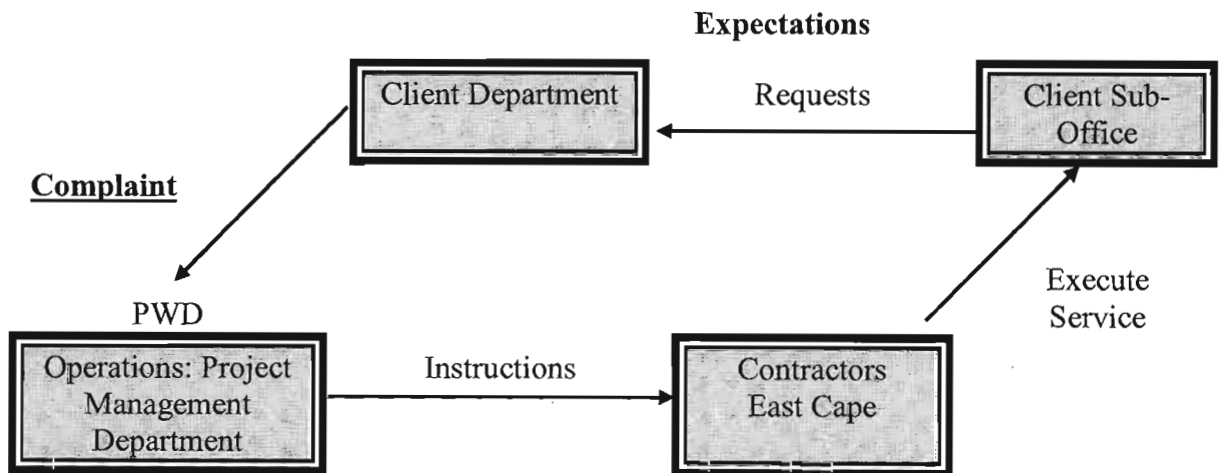 Expectations
Client Department
Requests
Client Sub-
Office
Complaint
PWD
Operations: Project
Management
Department
Instructions
Contractors
East Cape
Execute
Service